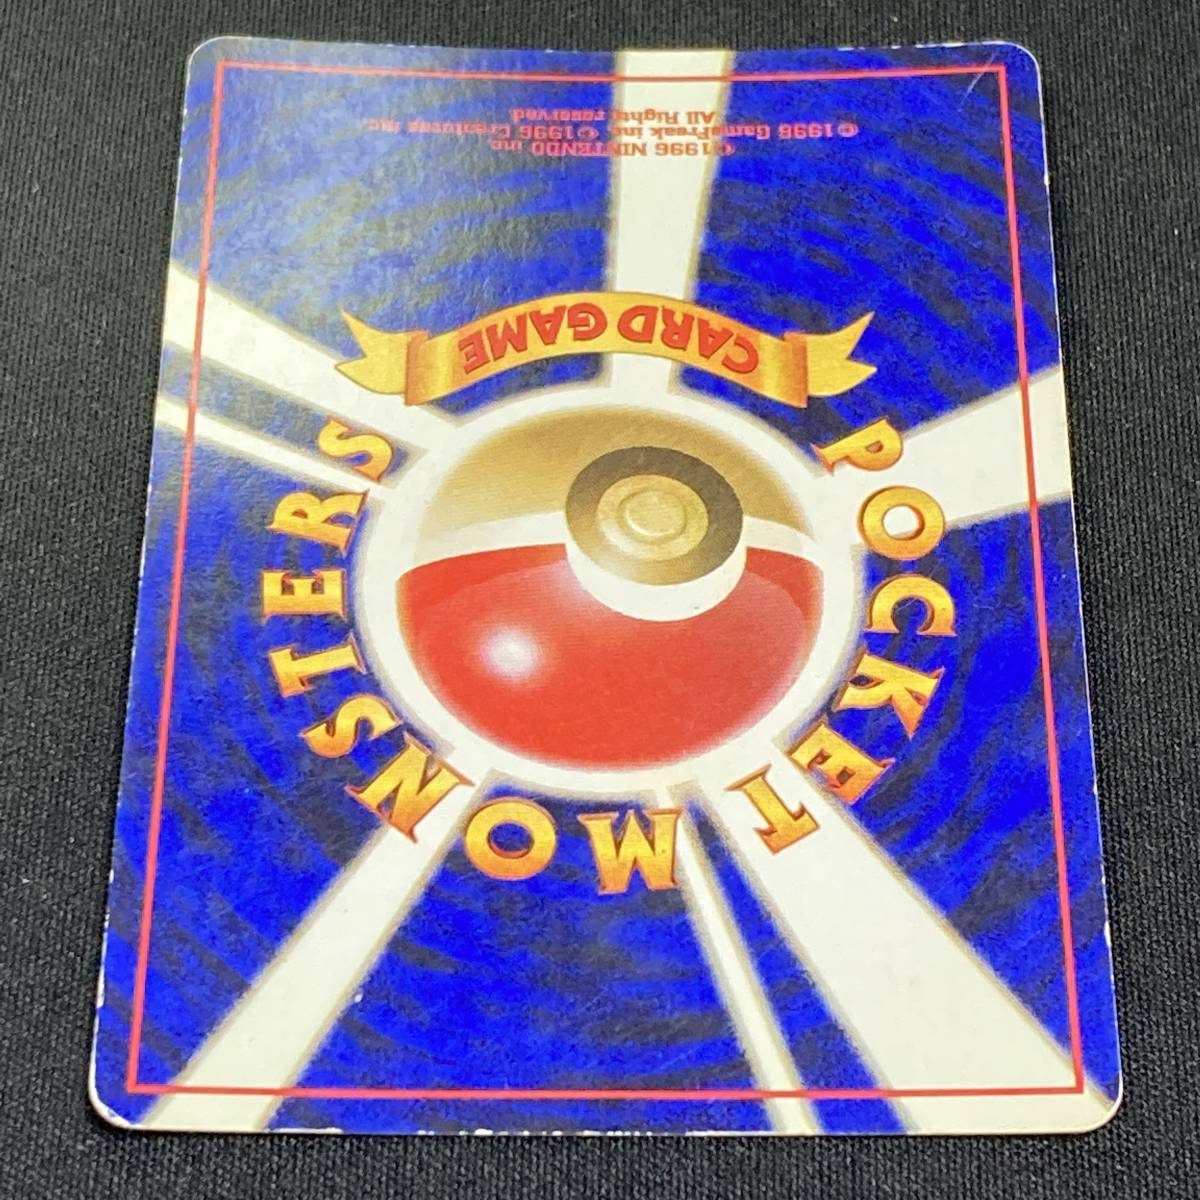 POCKET MONSTERS
CARD GAME
©1996 NINTENDO inc. ©1996 Creatures inc.
©1996 GameFreak inc.
All Rights reserved